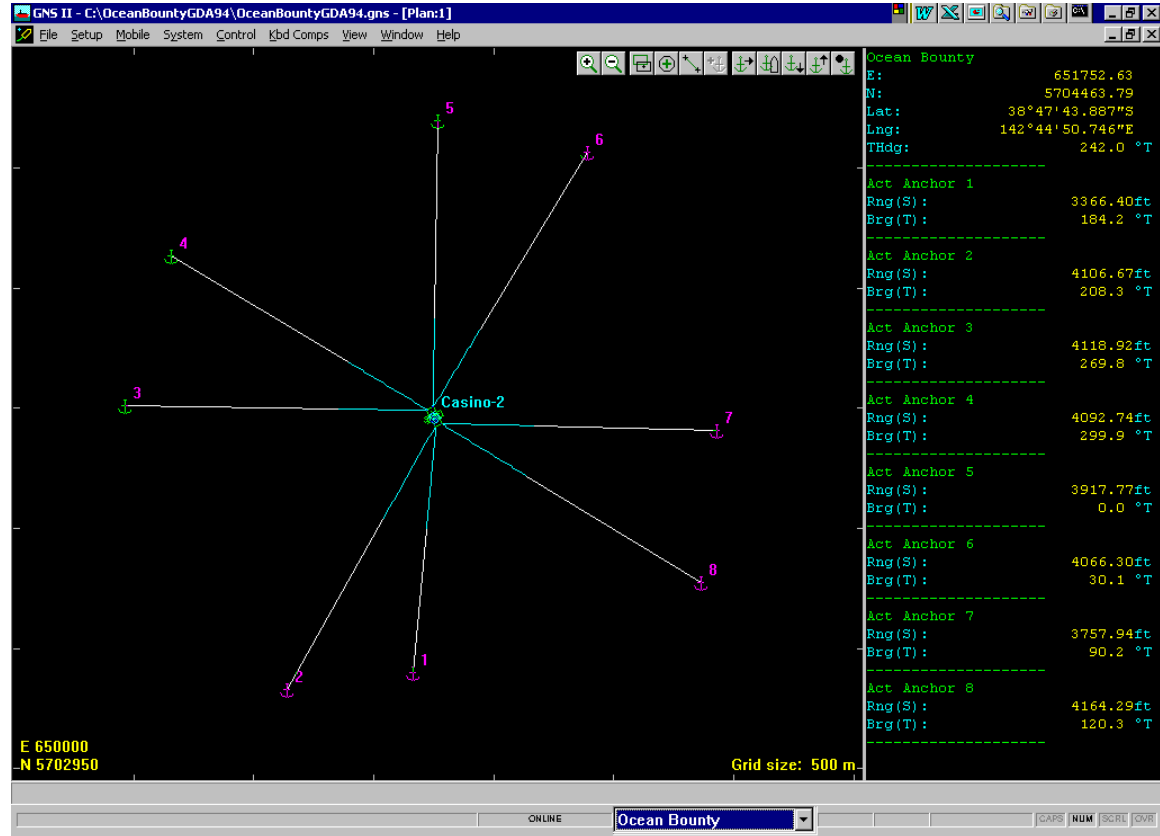 GNS II - C:\OceanBountyGDA94\OceanBountyGDA94.gns - [Plan:1]
File Setup Mobile System Control Kbd Comps View Window Help
Ocean Bounty
E: 651752.63
N: 5704463.79
Lat: 38°47'43.887"S
Lng: 142°44'50.746"E
THdg: 242.0 °T
Act Anchor 1
Rng(S): 3366.40ft
Brg(T): 184.2 °T
Act Anchor 2
Rng(S): 4106.67ft
Brg(T): 208.3 °T
Act Anchor 3
Rng(S): 4118.92ft
Brg(T): 269.8 °T
Act Anchor 4
Rng(S): 4092.74ft
Brg(T): 299.9 °T
Act Anchor 5
Rng(S): 3917.77ft
Brg(T): 0.0 °T
Act Anchor 6
Rng(S): 4066.30ft
Brg(T): 30.1 °T
Act Anchor 7
Rng(S): 3757.94ft
Brg(T): 90.2 °T
Act Anchor 8
Rng(S): 4164.29ft
Brg(T): 120.3 °T
5
6
4
3
Casino-2
7
8
1
2
E 650000
N 5702950
Grid size: 500 m
ONLINE
Ocean Bounty
CAPS NUM SCRL OVR